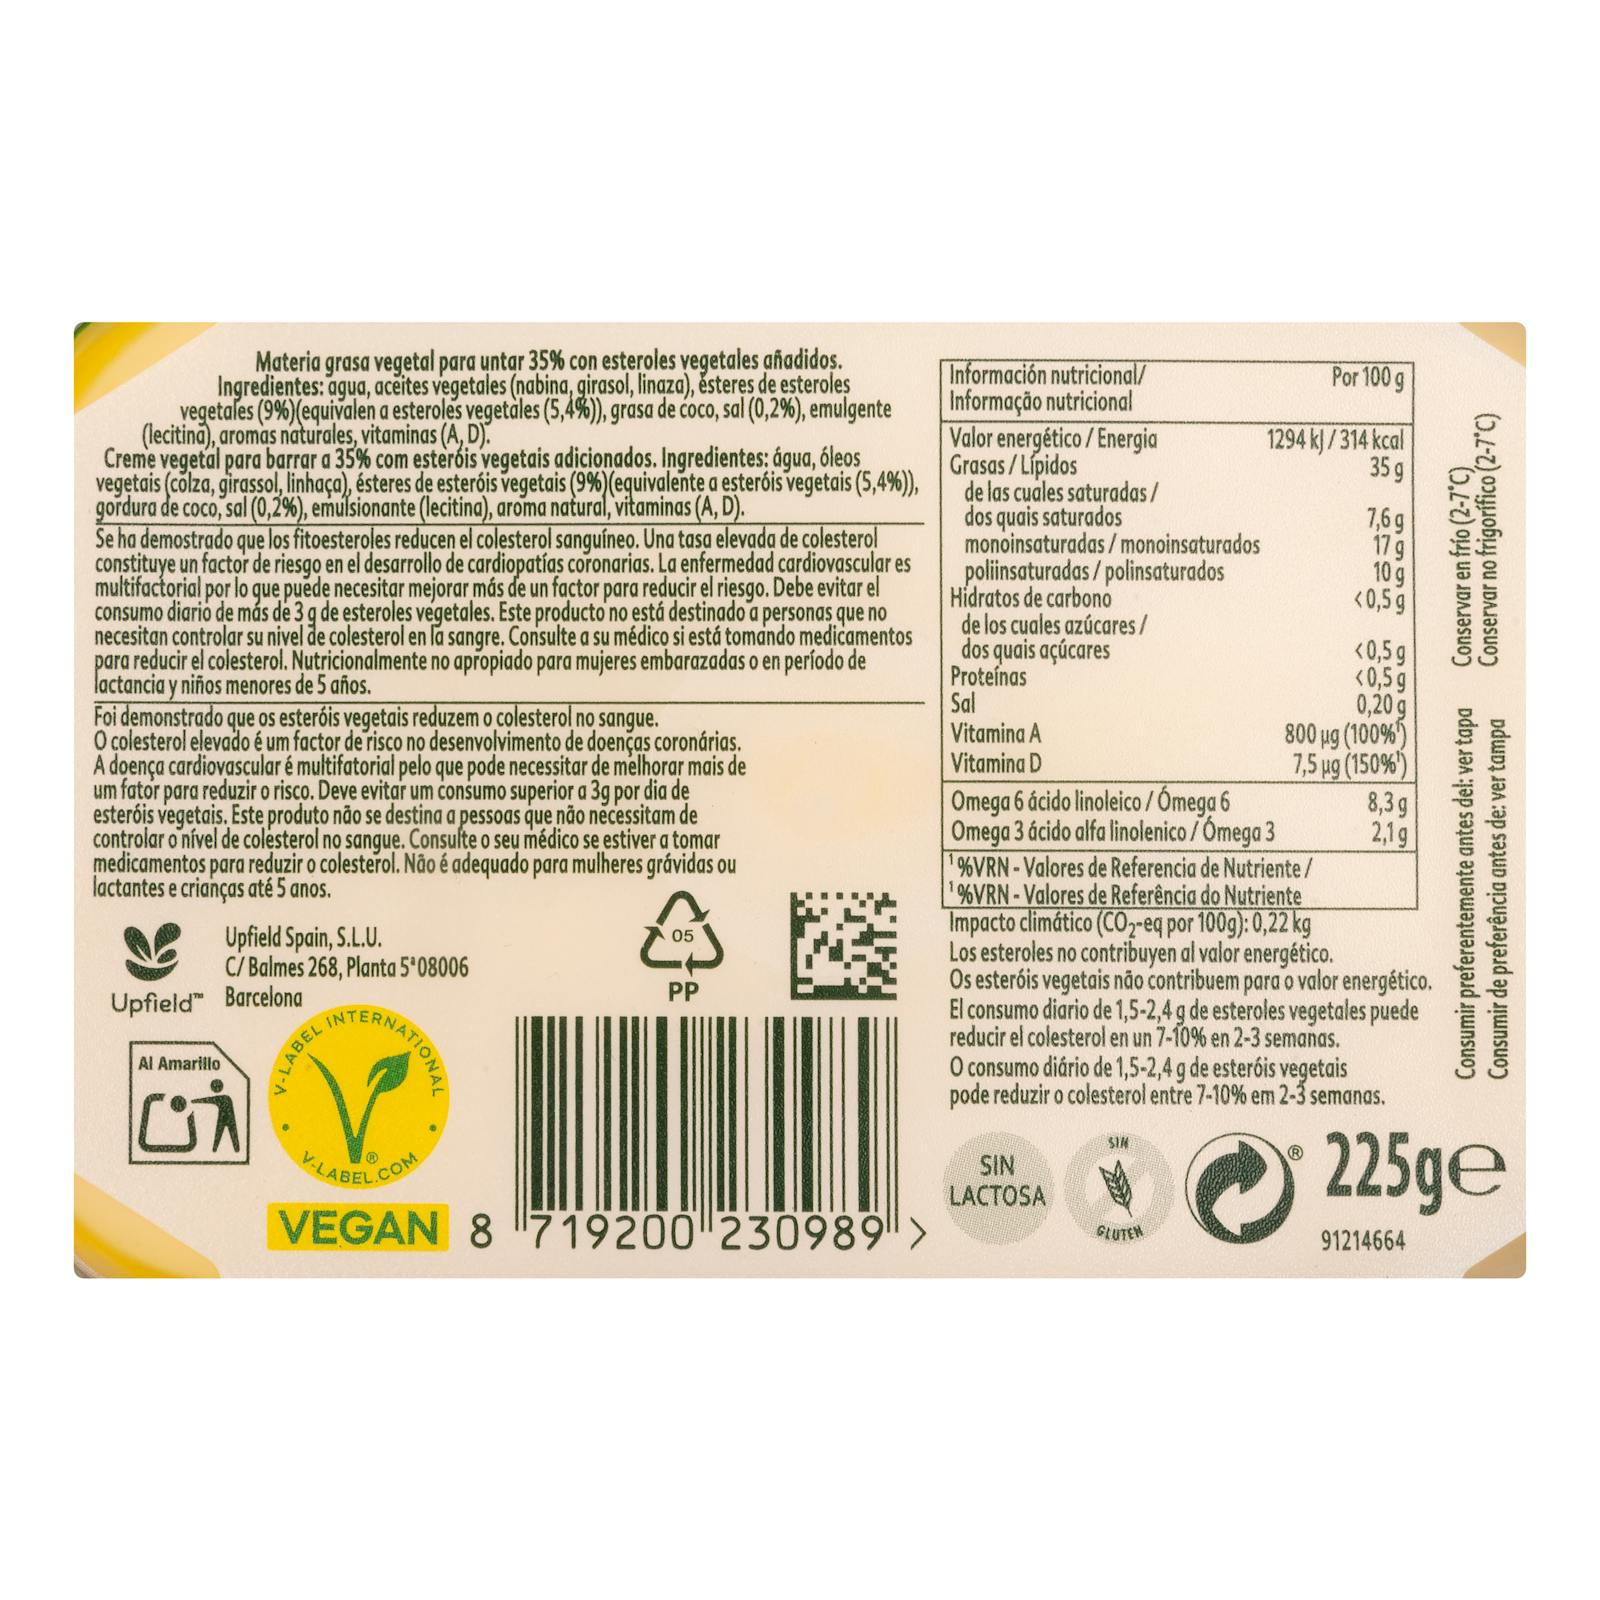 Materia grasa vegetal para untar 35% con esteroles vegetales añadidos.
Ingredientes: agua, aceites vegetales (nabina, girasol, linaza), ésteres de esteroles
vegetales (9%)(equivalen a esteroles vegetales (5,4%)), grasa de coco, sal (0,2%), emulgente
(lecitina), aromas naturales, vitaminas (A, D).
Creme vegetal para barrar a 35% com esteróis vegetais adicionados. Ingredientes: água, óleos
vegetais (colza, girassol, linhaça), ésteres de esteróis vegetais (9%)(equivalente a esteróis vegetais (5,4%)),
gordura de coco, sal (0,2%), emulsionante (lecitina), aroma natural, vitaminas (A, D).
Se ha demostrado que los fitoesteroles reducen el colesterol sanguíneo. Una tasa elevada de colesterol
constituye un factor de riesgo en el desarrollo de cardiopatías coronarias. La enfermedad cardiovascular es
multifactorial por lo que puede necesitar mejorar más de un factor para reducir el riesgo. Debe evitar el
consumo diario de más de 3 g de esteroles vegetales. Este producto no está destinado a personas que no
necesitan controlar su nivel de colesterol en la sangre. Consulte a su médico si está tomando medicamentos
para reducir el colesterol. Nutricionalmente no apropiado para mujeres embarazadas o en período de
lactancia y niños menores de 5 años.
Foi demonstrado que os esteróis vegetais reduzem o colesterol no sangue.
O colesterol elevado é um factor de risco no desenvolvimento de doenças coronárias.
A doença cardiovascular é multifatorial pelo que pode necessitar de melhorar mais de
um fator para reduzir o risco. Deve evitar um consumo superior a 3g por dia de
esteróis vegetais. Este produto não se destina a pessoas que não necessitam de
controlar o nível de colesterol no sangue. Consulte o seu médico se estiver a tomar
medicamentos para reduzir o colesterol. Não é adequado para mulheres grávidas ou
lactantes e crianças até 5 anos.
Upfield™
Upfield Spain, S.L.U.
C/ Balmes 268, Planta 5ª 08006
Barcelona
05
PP
Al Amarillo
V-LABEL INTERNATIONAL
V-LABEL.COM
®
VEGAN
8 719200 230989 >
Información nutricional/ Por 100 g
Informação nutricional
Valor energético / Energia 1294 kJ / 314 kcal
Grasas / Lípidos 35 g
de las cuales saturadas /
dos quais saturados 7,6 g
monoinsaturadas / monoinsaturados 17 g
poliinsaturadas / polinsaturados 10 g
Hidratos de carbono <0,5 g
de los cuales azúcares /
dos quais açúcares <0,5 g
Proteínas <0,5 g
Sal 0,20 g
Vitamina A 800 µg (100%¹)
Vitamina D 7,5 µg (150%¹)
Omega 6 ácido linoleico / Ómega 6 8,3 g
Omega 3 ácido alfa linolenico / Ómega 3 2,1 g
¹ %VRN - Valores de Referencia de Nutriente /
¹ %VRN - Valores de Referência do Nutriente
Impacto climático (CO₂-eq por 100g): 0,22 kg
Los esteroles no contribuyen al valor energético.
Os esteróis vegetais não contribuem para o valor energético.
El consumo diario de 1,5-2,4 g de esteroles vegetales puede
reducir el colesterol en un 7-10% en 2-3 semanas.
O consumo diário de 1,5-2,4 g de esteróis vegetais
pode reduzir o colesterol entre 7-10% em 2-3 semanas.
SIN
LACTOSA
SIN
GLUTEN
®
225g e
91214664
Consumir preferentemente antes del: ver tapa Conservar en frío (2-7°C)
Consumir de preferência antes de: ver tampa Conservar no frigorífico (2-7°C)